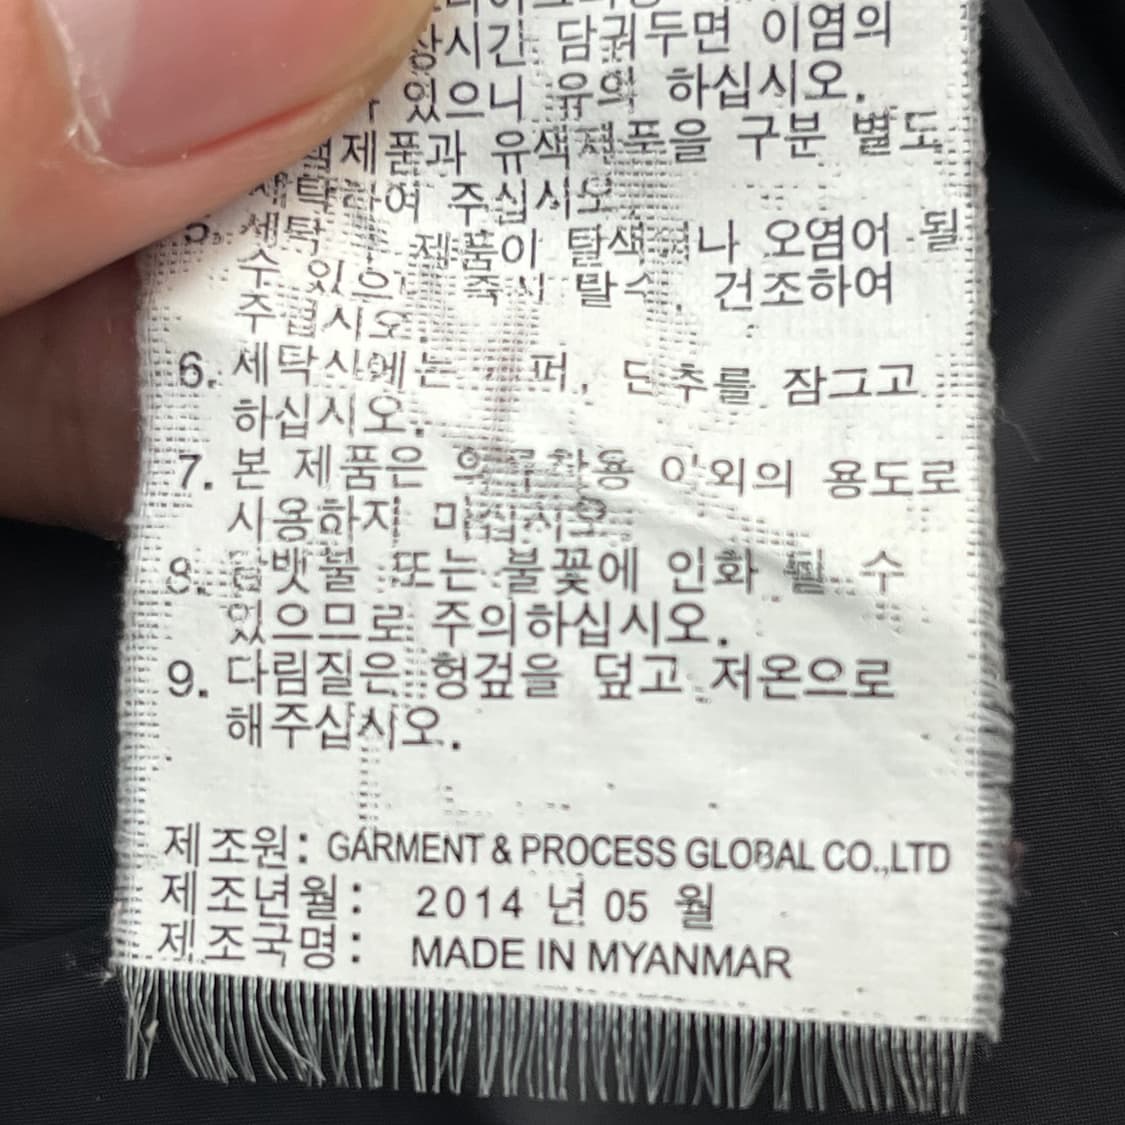 상시간 담궈두면 이염의
있으니 유의 하십시오.
제품과 유색제품을 구분 별도
세탁하여 주십시오.
5. 세탁 제품이 탈색 오염어 될
수 있으니 즉시 탈수, 건조하여
주십시오.
6. 세탁시에는 단추를 잠그고
하십시오.
7. 본 제품은 의류착용 이외의 용도로
사용하지 마십시오.
8. 담뱃불 또는 불꽃에 인화 될 수
있으므로 주의하십시오.
9. 다림질은 헝겊을 덮고 저온으로
해주십시오.
제조원: GARMENT & PROCESS GLOBAL CO.,LTD
제조년월: 2014 년 05 월
제조국명: MADE IN MYANMAR